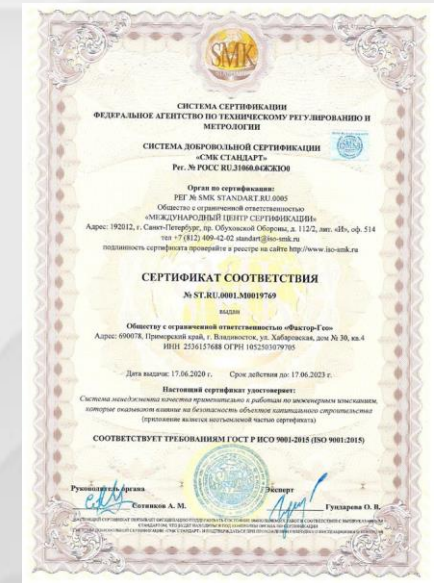 SMK
СИСТЕМА СЕРТИФИКАЦИИ
ФЕДЕРАЛЬНОЕ АГЕНТСТВО ПО ТЕХНИЧЕСКОМУ РЕГУЛИРОВАНИЮ И
МЕТРОЛОГИИ
СИСТЕМА ДОБРОВОЛЬНОЙ СЕРТИФИКАЦИИ
«СМК СТАНДАРТ»
Рег. № РОСС RU.31060.04ЖЖЮ0
Орган по сертификации:
РЕГ № SMK STANDART.RU.0005
Общество с ограниченной ответственностью
«МЕЖДУНАРОДНЫЙ ЦЕНТР СЕРТИФИКАЦИИ»
Адрес: 192012, г. Санкт-Петербург, пр. Обуховской Обороны, д. 112/2, лит. «И», оф. 514
тел +7 (812) 409-42-02 standart@iso-smk.ru
подлинность сертификата проверяйте в реестре на сайте http://www.iso-smk.ru
СЕРТИФИКАТ СООТВЕТСТВИЯ
№ ST.RU.0001.M0019769
выдан
Обществу с ограниченной ответственностью «Фактор-Гео»
Адрес: 690078, Приморский край, г. Владивосток, ул. Хабаровская, дом № 30, кв.4
ИНН 2536157688 ОГРН 1052503079705
Дата выдачи: 17.06.2020 г. Срок действия до: 17.06.2023 г.
Настоящий сертификат удостоверяет:
Система менеджмента качества применительно к работам по инженерным изысканиям,
которые оказывают влияние на безопасность объектов капитального строительства
(приложение является неотъемлемой частью сертификата)
СООТВЕТСТВУЕТ ТРЕБОВАНИЯМ ГОСТ Р ИСО 9001-2015 (ISO 9001:2015)
Руководитель органа Эксперт
Сотников А. М. Гундарева О. В.